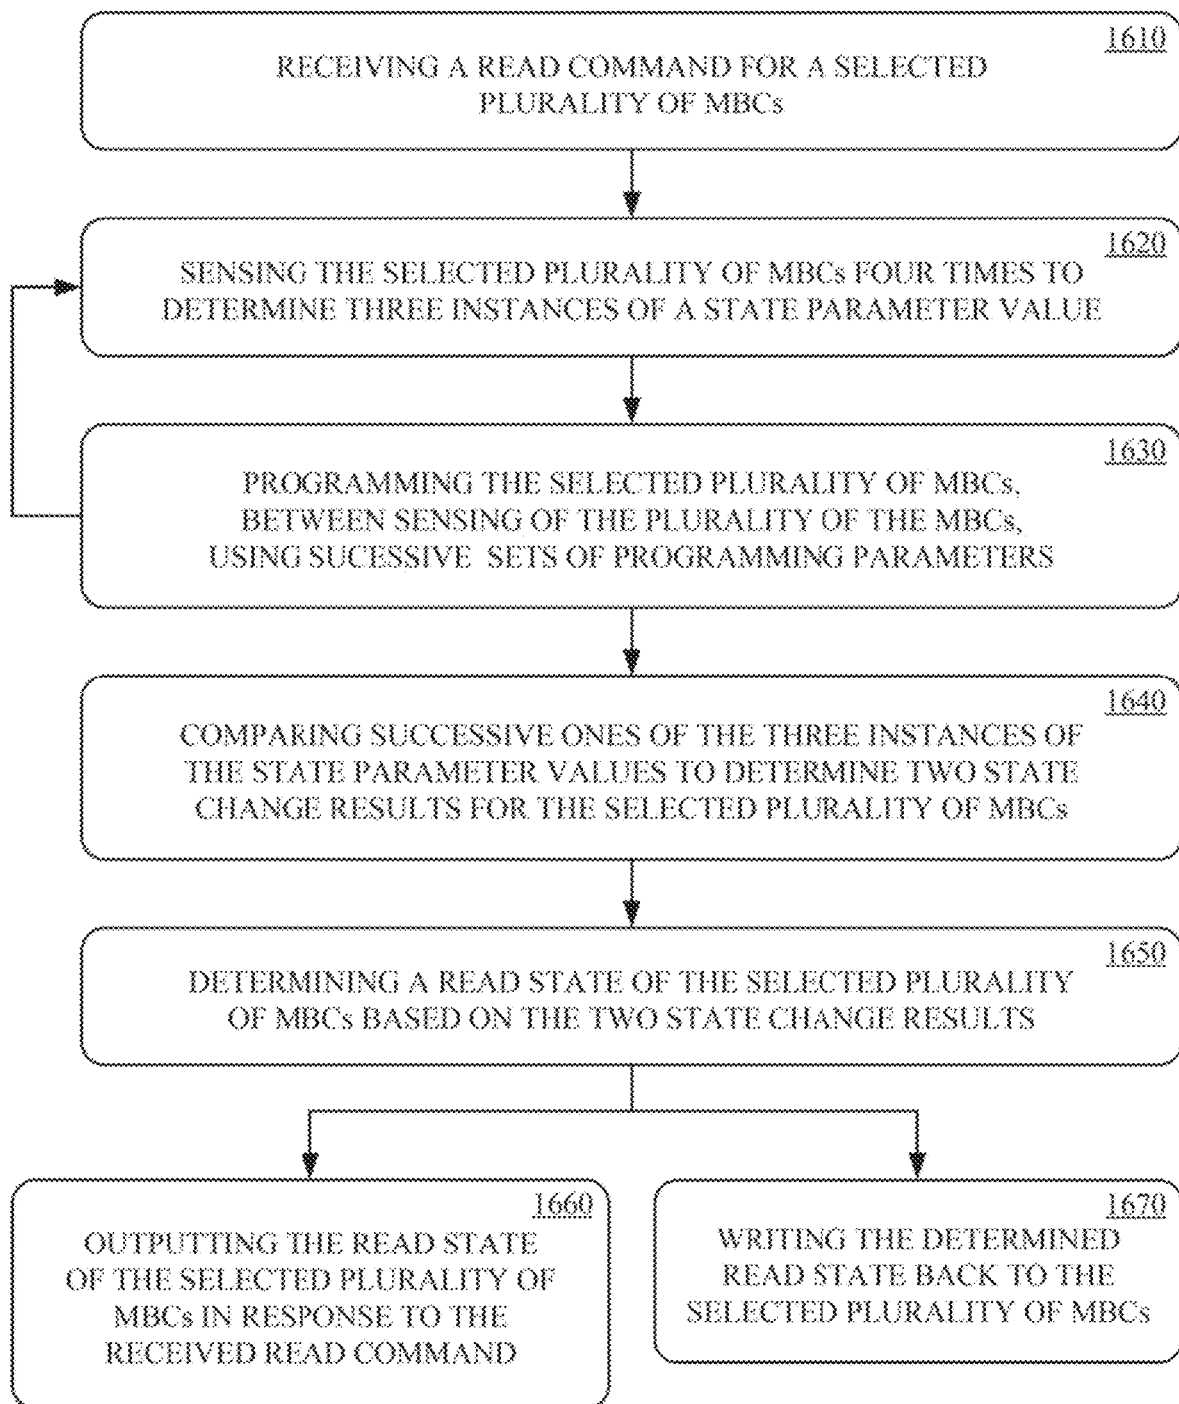 1610
RECEIVING A READ COMMAND FOR A SELECTED
PLURALITY OF MBCs
1620
SENSING THE SELECTED PLURALITY OF MBCs FOUR TIMES TO
DETERMINE THREE INSTANCES OF A STATE PARAMETER VALUE
1630
PROGRAMMING THE SELECTED PLURALITY OF MBCs,
BETWEEN SENSING OF THE PLURALITY OF THE MBCs,
USING SUCESSIVE SETS OF PROGRAMMING PARAMETERS
1640
COMPARING SUCCESSIVE ONES OF THE THREE INSTANCES OF
THE STATE PARAMETER VALUES TO DETERMINE TWO STATE
CHANGE RESULTS FOR THE SELECTED PLURALITY OF MBCs
1650
DETERMINING A READ STATE OF THE SELECTED PLURALITY
OF MBCs BASED ON THE TWO STATE CHANGE RESULTS
1660
OUTPUTTING THE READ STATE
OF THE SELECTED PLURALITY OF
MBCs IN RESPONSE TO THE
RECEIVED READ COMMAND
1670
WRITING THE DETERMINED
READ STATE BACK TO THE
SELECTED PLURALITY OF MBCs